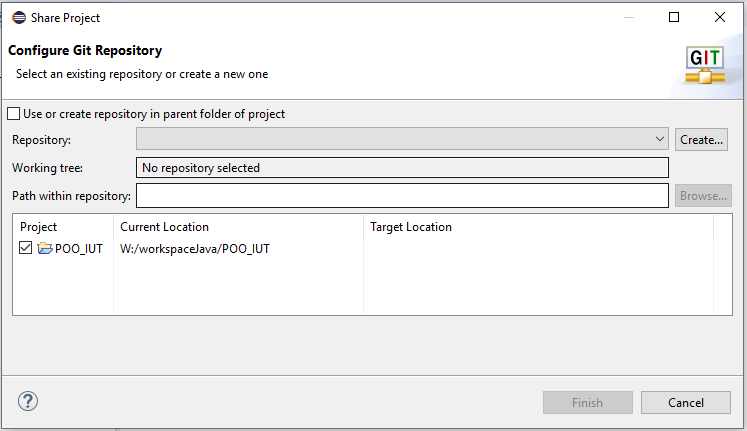 Share Project
Configure Git Repository
Select an existing repository or create a new one
GIT
Use or create repository in parent folder of project
Repository: Create...
Working tree: No repository selected
Path within repository: Browse...
Project Current Location Target Location
POO_IUT W:/workspaceJava/POO_IUT
? Finish Cancel